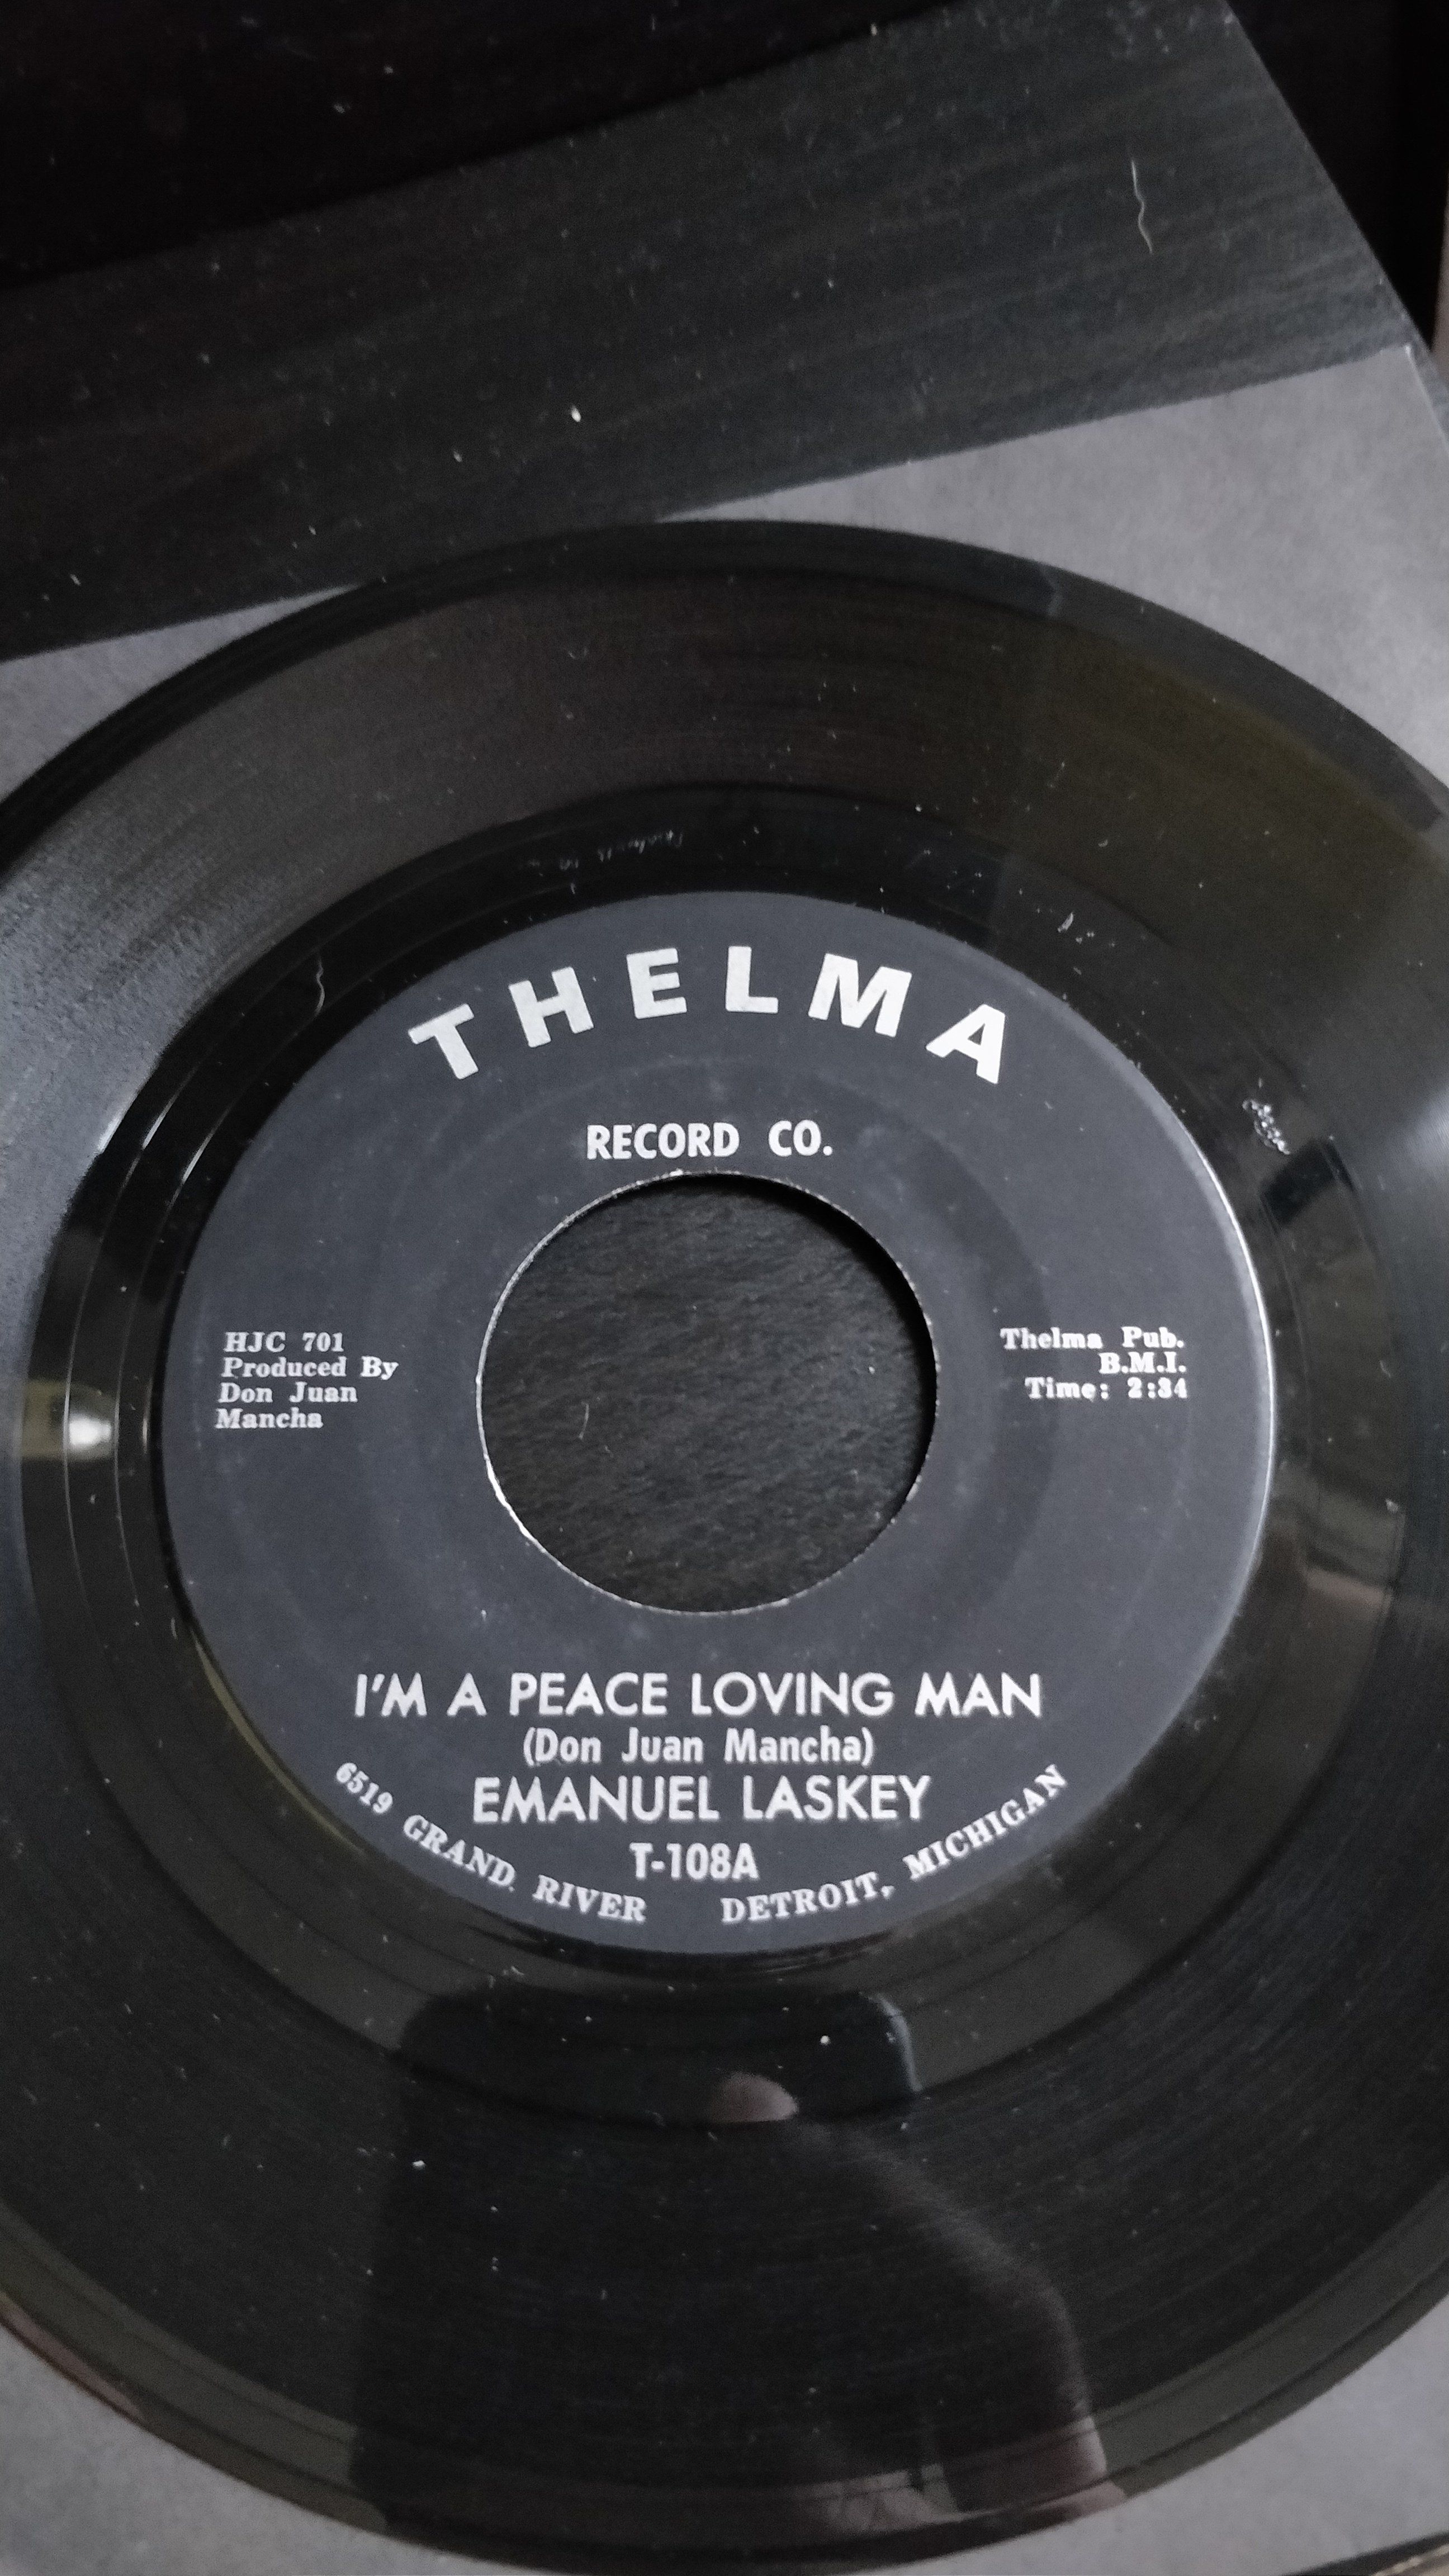 THELMA
RECORD CO.
HJC 701
Produced By
Don Juan
Mancha
Thelma Pub.
B.M.I.
Time: 2:34
I'M A PEACE LOVING MAN
(Don Juan Mancha)
EMANUEL LASKEY
T-108A
6519 GRAND RIVER DETROIT, MICHIGAN